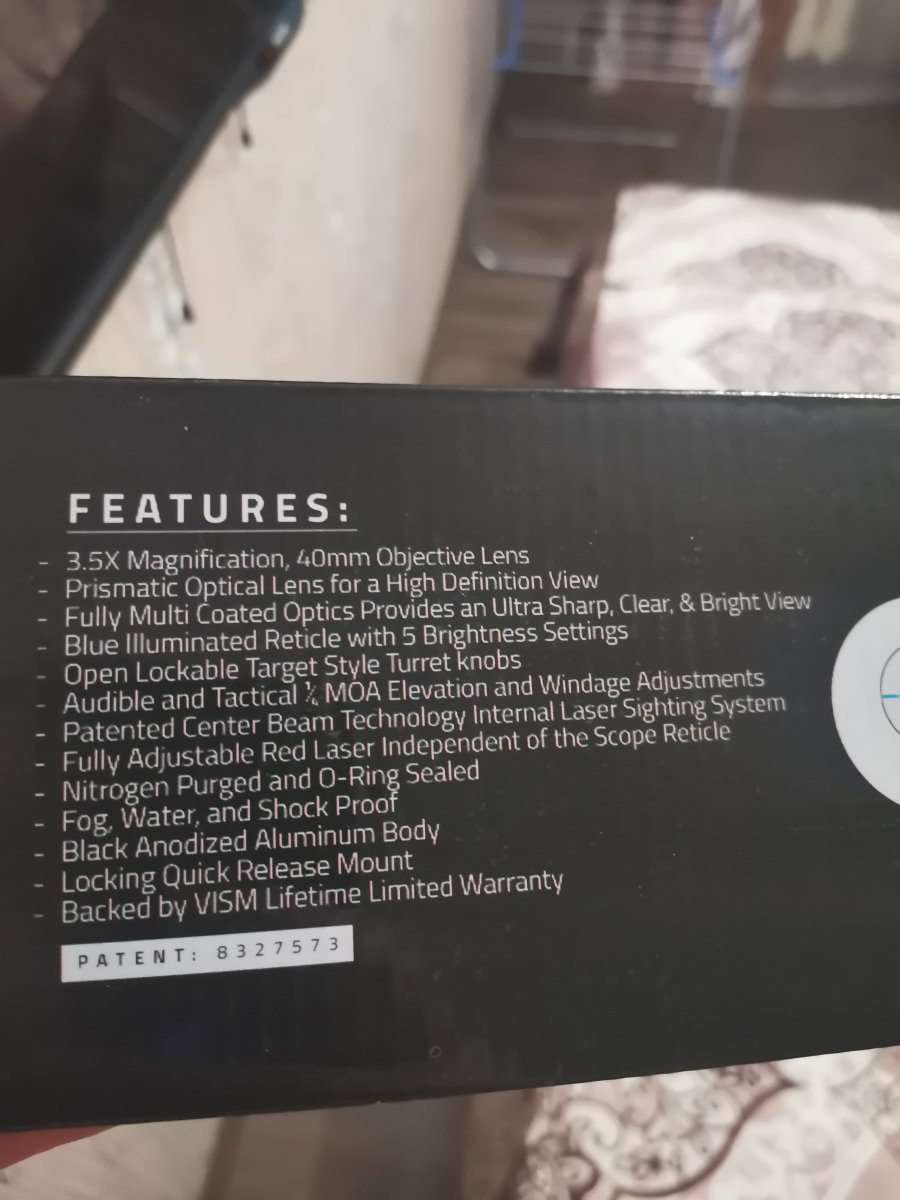 FEATURES:
- 3.5X Magnification, 40mm Objective Lens
- Prismatic Optical Lens for a High Definition View
- Fully Multi Coated Optics Provides an Ultra Sharp, Clear, & Bright View
- Blue Illuminated Reticle with 5 Brightness Settings
- Open Lockable Target Style Turret knobs
- Audible and Tactical ¼ MOA Elevation and Windage Adjustments
- Patented Center Beam Technology Internal Laser Sighting System
- Fully Adjustable Red Laser Independent of the Scope Reticle
- Nitrogen Purged and O-Ring Sealed
- Fog, Water, and Shock Proof
- Black Anodized Aluminum Body
- Locking Quick Release Mount
- Backed by VISM Lifetime Limited Warranty
PATENT: 8327573